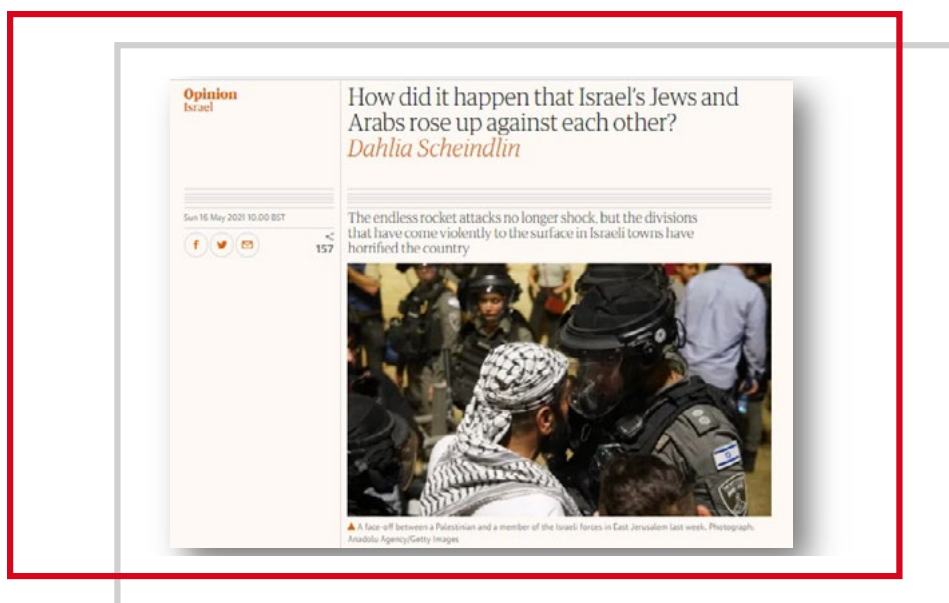 Opinion
Israel
How did it happen that Israel's Jews and
Arabs rose up against each other?
Dahlia Scheindlin
Sun 16 May 2021 10.00 BST
157
The endless rocket attacks no longer shock, but the divisions
that have come violently to the surface in Israeli towns have
horrified the country
A face-off between a Palestinian and a member of the Israeli forces in East Jerusalem last week. Photograph:
Anadolu Agency/Getty Images